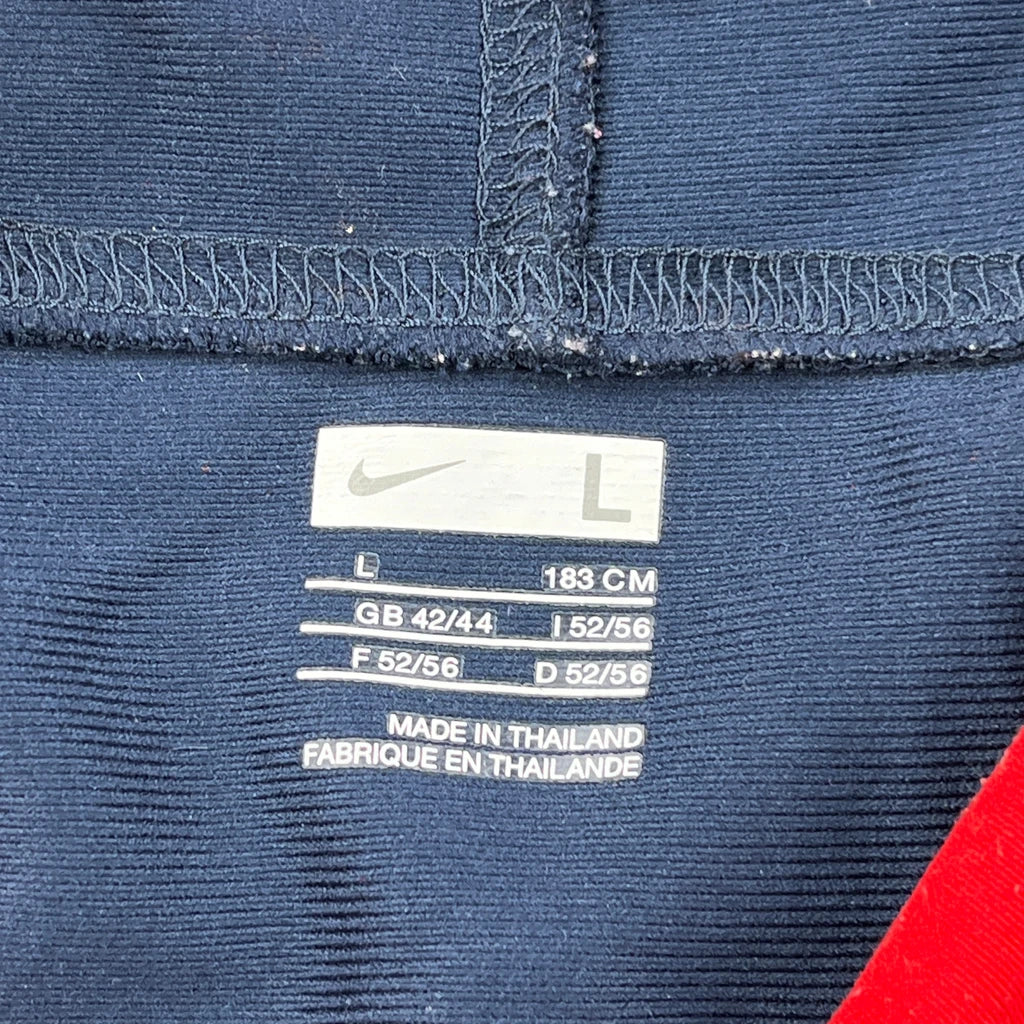 L
L 183 CM
GB 42/44 I 52/56
F 52/56 D 52/56
MADE IN THAILAND
FABRIQUE EN THAILANDE